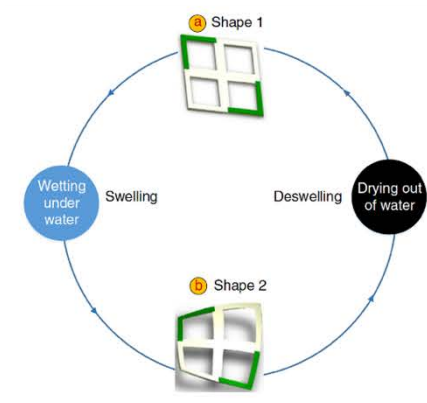 a Shape 1
Wetting
under
water
Swelling
Deswelling
Drying out
of water
b Shape 2